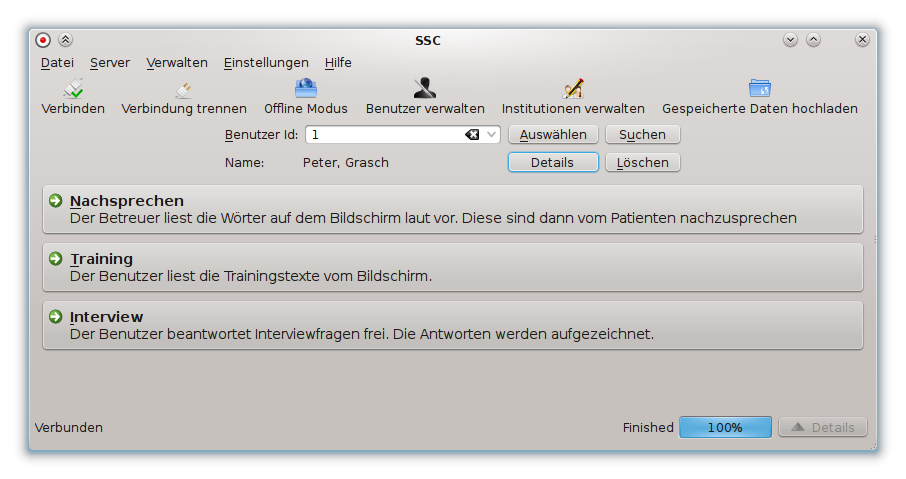 SSC
Datei Server Verwalten Einstellungen Hilfe
Verbinden Verbindung trennen Offline Modus Benutzer verwalten Institutionen verwalten Gespeicherte Daten hochladen
Benutzer Id: 1 Auswählen Suchen
Name: Peter, Grasch Details Löschen
Nachsprechen
Der Betreuer liest die Wörter auf dem Bildschirm laut vor. Diese sind dann vom Patienten nachzusprechen
Training
Der Benutzer liest die Trainingstexte vom Bildschirm.
Interview
Der Benutzer beantwortet Interviewfragen frei. Die Antworten werden aufgezeichnet.
Verbunden Finished 100% Details